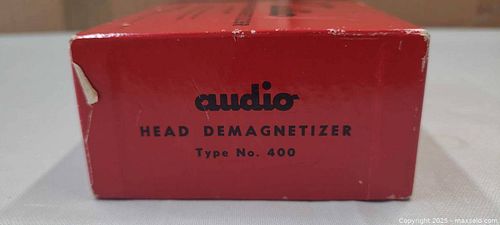 audio
HEAD DEMAGNETIZER
Type No. 400
Copyright 2025 - maxsold.com